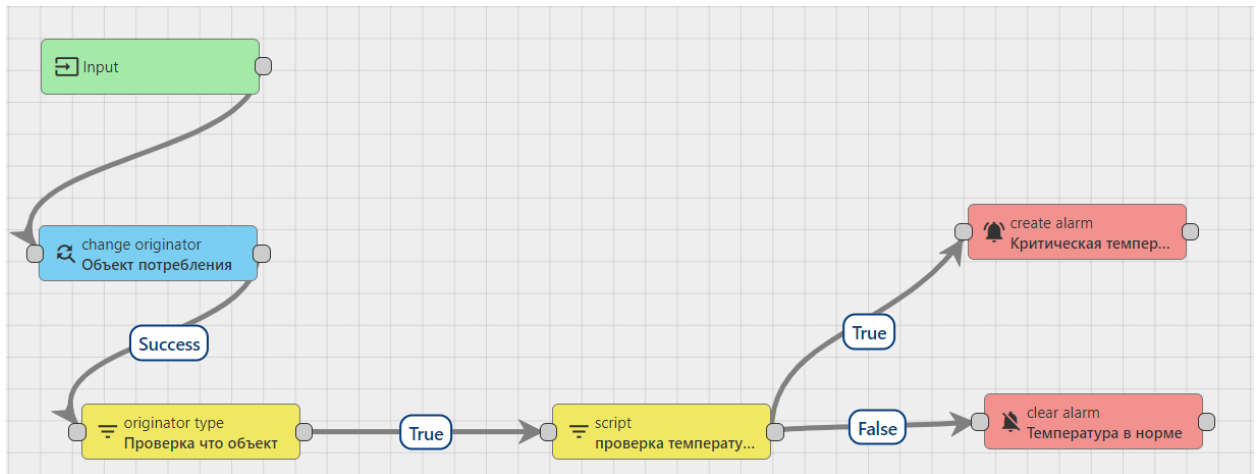 Input
change originator
Объект потребления
Success
originator type
Проверка что объект
True
script
проверка температу...
True
False
create alarm
Критическая темпер...
clear alarm
Температура в норме